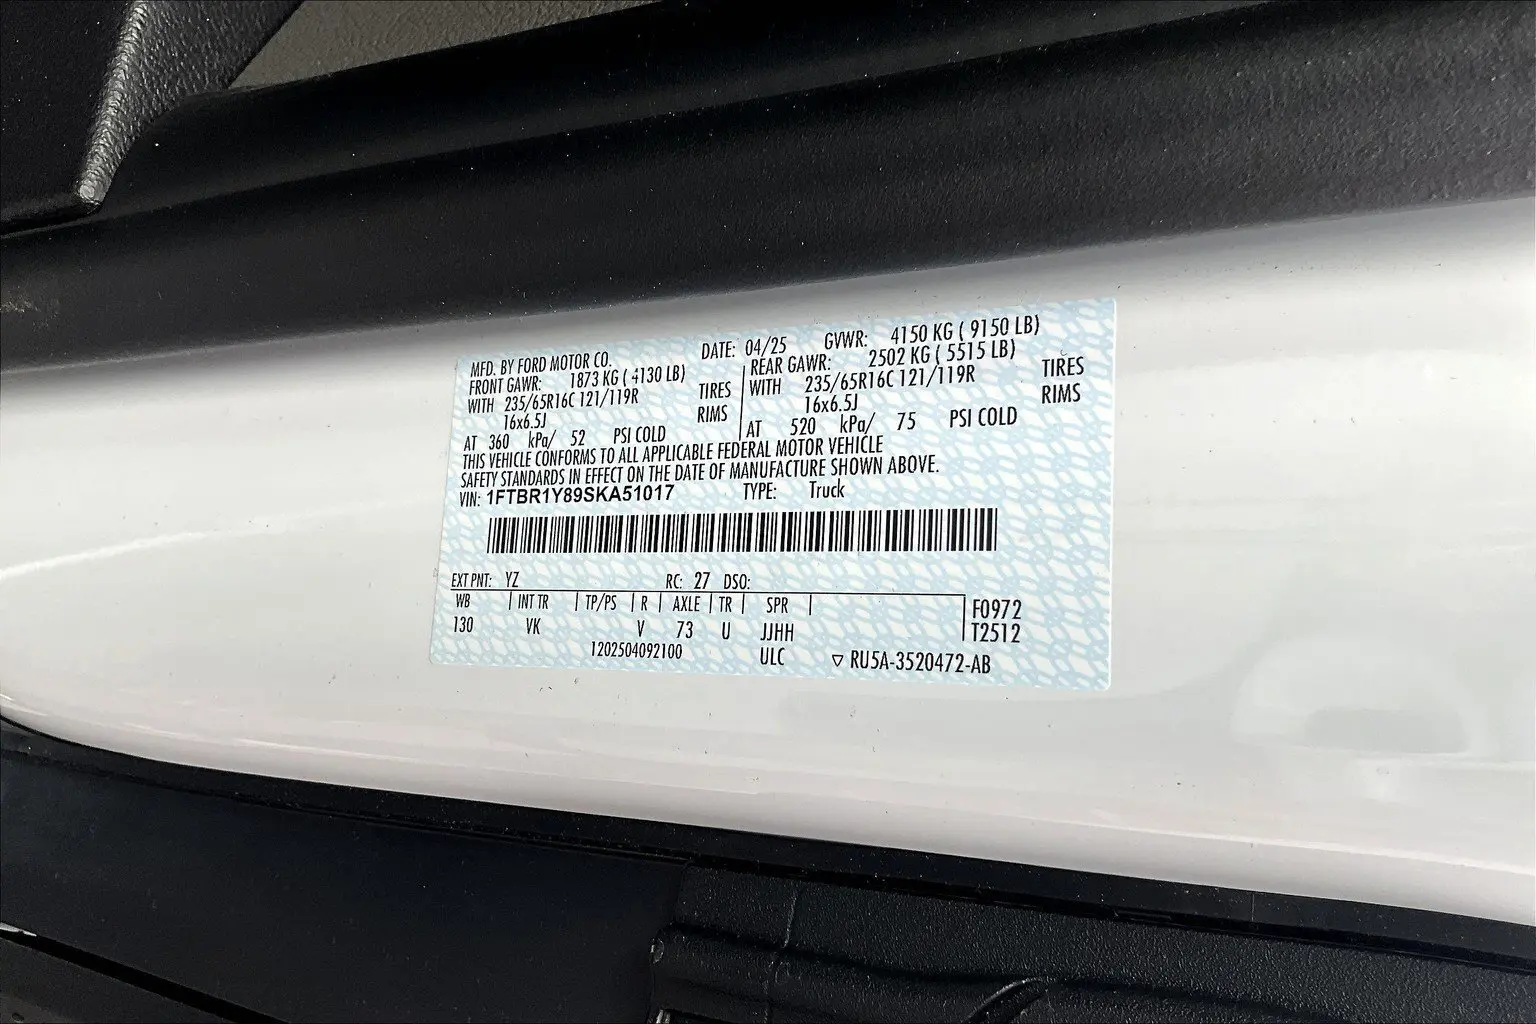 MFD. BY FORD MOTOR CO. DATE: 04/25 GVWR: 4150 KG ( 9150 LB)
FRONT GAWR: 1873 KG ( 4130 LB) REAR GAWR: 2502 KG ( 5515 LB)
WITH 235/65R16C 121/119R TIRES WITH 235/65R16C 121/119R TIRES
16x6.5J RIMS 16x6.5J RIMS
AT 360 kPa/ 52 PSI COLD AT 520 kPa/ 75 PSI COLD
THIS VEHICLE CONFORMS TO ALL APPLICABLE FEDERAL MOTOR VEHICLE
SAFETY STANDARDS IN EFFECT ON THE DATE OF MANUFACTURE SHOWN ABOVE.
VIN: 1FTBR1Y89SKA51017 TYPE: Truck
EXT PNT: YZ RC: 27 DSO:
WB INT TR TP/PS R AXLE TR SPR F0972
130 VK V 73 U JJHH T2512
1202504092100 ULC ▽ RU5A-3520472-AB